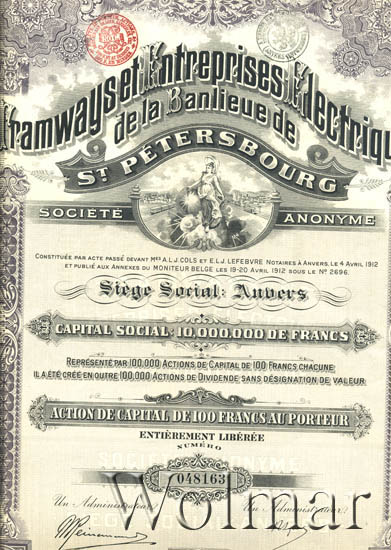 Tramways et Entreprises Electriqu
de la Banlieue de
ST PÉTERSBOURG
SOCIÉTÉ ANONYME
CONSTITUÉE PAR ACTE PASSÉ DEVANT MES A.L.J.COLS ET E.L.J. LEFEBVRE NOTAIRES À ANVERS, LE 4 AVRIL 1912
ET PUBLIÉ AUX ANNEXES DU MONITEUR BELGE LES 19-20 AVRIL 1912 SOUS LE NO 2696.
Siège Social: Anvers
CAPITAL SOCIAL: 10.000.000 DE FRANCS
REPRÉSENTÉ PAR 100.000 ACTIONS DE CAPITAL DE 100 FRANCS CHACUNE
IL A ÉTÉ CRÉÉ EN OUTRE 100.000 ACTIONS DE DIVIDENDE SANS DÉSIGNATION DE VALEUR
ACTION DE CAPITAL DE 100 FRANCS AU PORTEUR
ENTIÈREMENT LIBÉRÉE
NUMÉRO
SOCIÉTÉ ANONYME
048163
Un Administrateur Un Administrateur
Wolmar